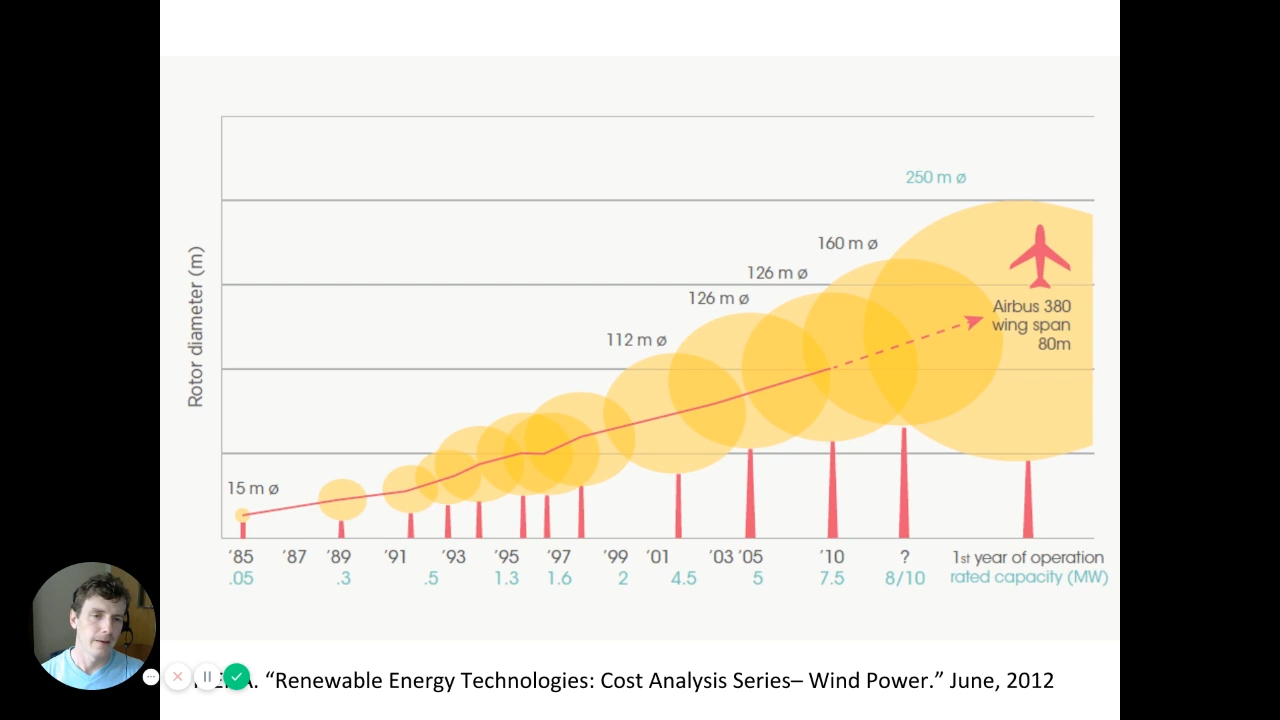 250 m ø
160 m ø
126 m ø
126 m ø
112 m ø
15 m ø
Rotor diameter (m)
Airbus 380
wing span
80m
'85 '87 '89 '91 '93 '95 '97 '99 '01 '03 '05 '10 ? 1st year of operation
.05 .3 .5 1.3 1.6 2 4.5 5 7.5 8/10 rated capacity (MW)
“Renewable Energy Technologies: Cost Analysis Series– Wind Power.” June, 2012